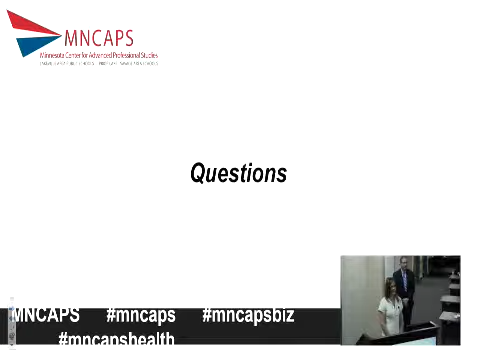 MNCAPS
Minnesota Center for Advanced Professional Studies
Questions
MNCAPS #mncaps #mncapsbiz
#mncapshealth